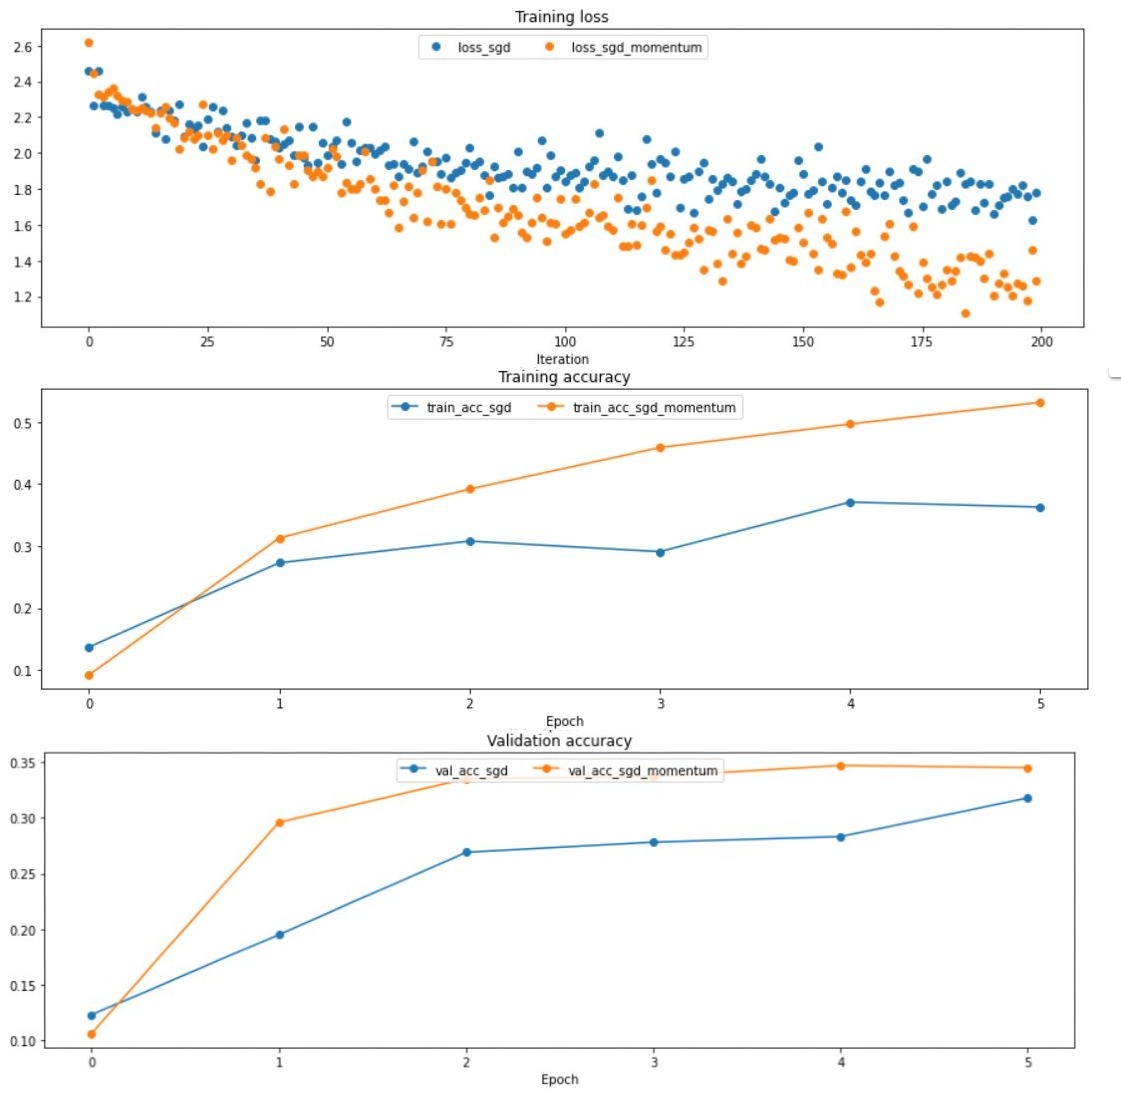 Training loss
loss_sgd loss_sgd_momentum
2.6
2.4
2.2
2.0
1.8
1.6
1.4
1.2
0 25 50 75 100 125 150 175 200
Iteration
Training accuracy
train_acc_sgd train_acc_sgd_momentum
0.5
0.4
0.3
0.2
0.1
0 1 2 3 4 5
Epoch
Validation accuracy
val_acc_sgd val_acc_sgd_momentum
0.35
0.30
0.25
0.20
0.15
0.10
0 1 2 3 4 5
Epoch